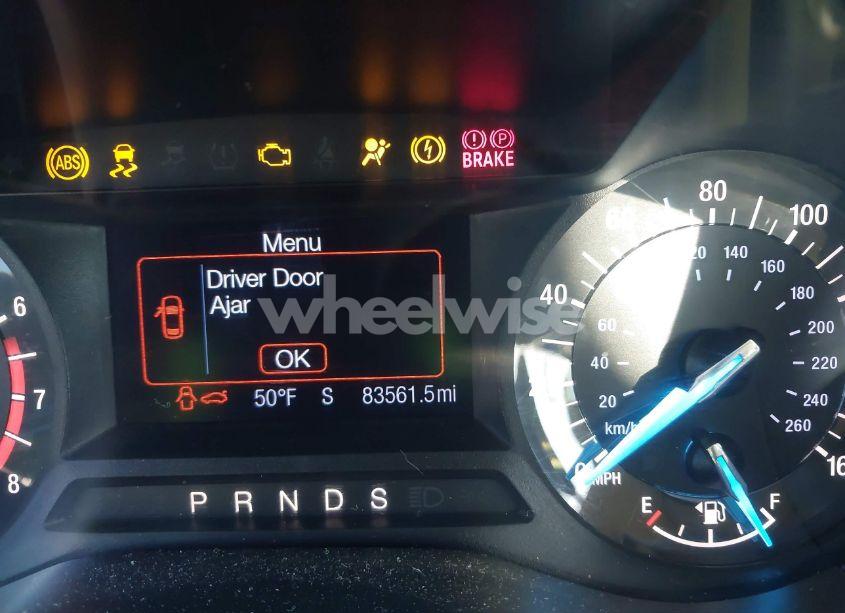 ABS
! P
BRAKE
Menu
Driver Door
Ajar
OK
50°F S 83561.5mi
P R N D S
6
7
8
40 80 100
20 40 60 120 140 160 180 200 220 240 260
km/h
MPH
E F
wheelwise